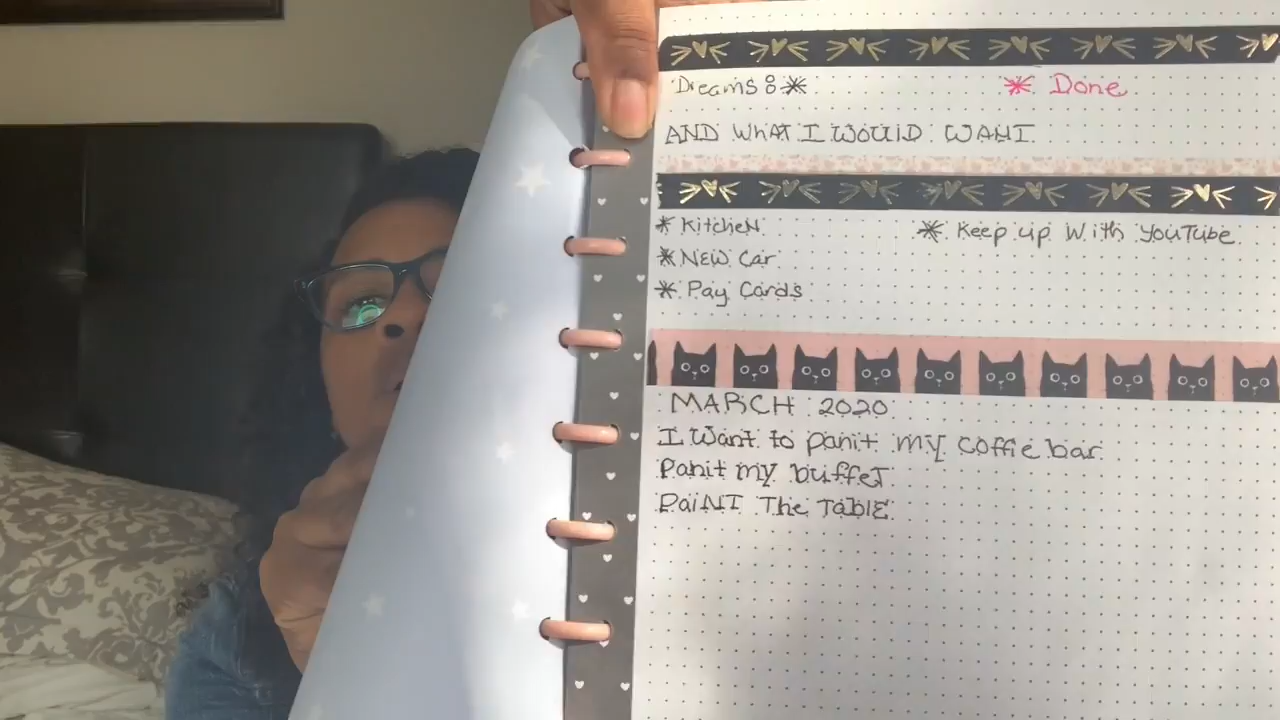 Dreams: * * Done
AND WHAT I WOULD WANT
* Kitchen * Keep up With YouTube
* New Car
* Pay Cards
MARCH 2020
I Want to panit my coffie bar
Panit my buffet
PaiNT The Table